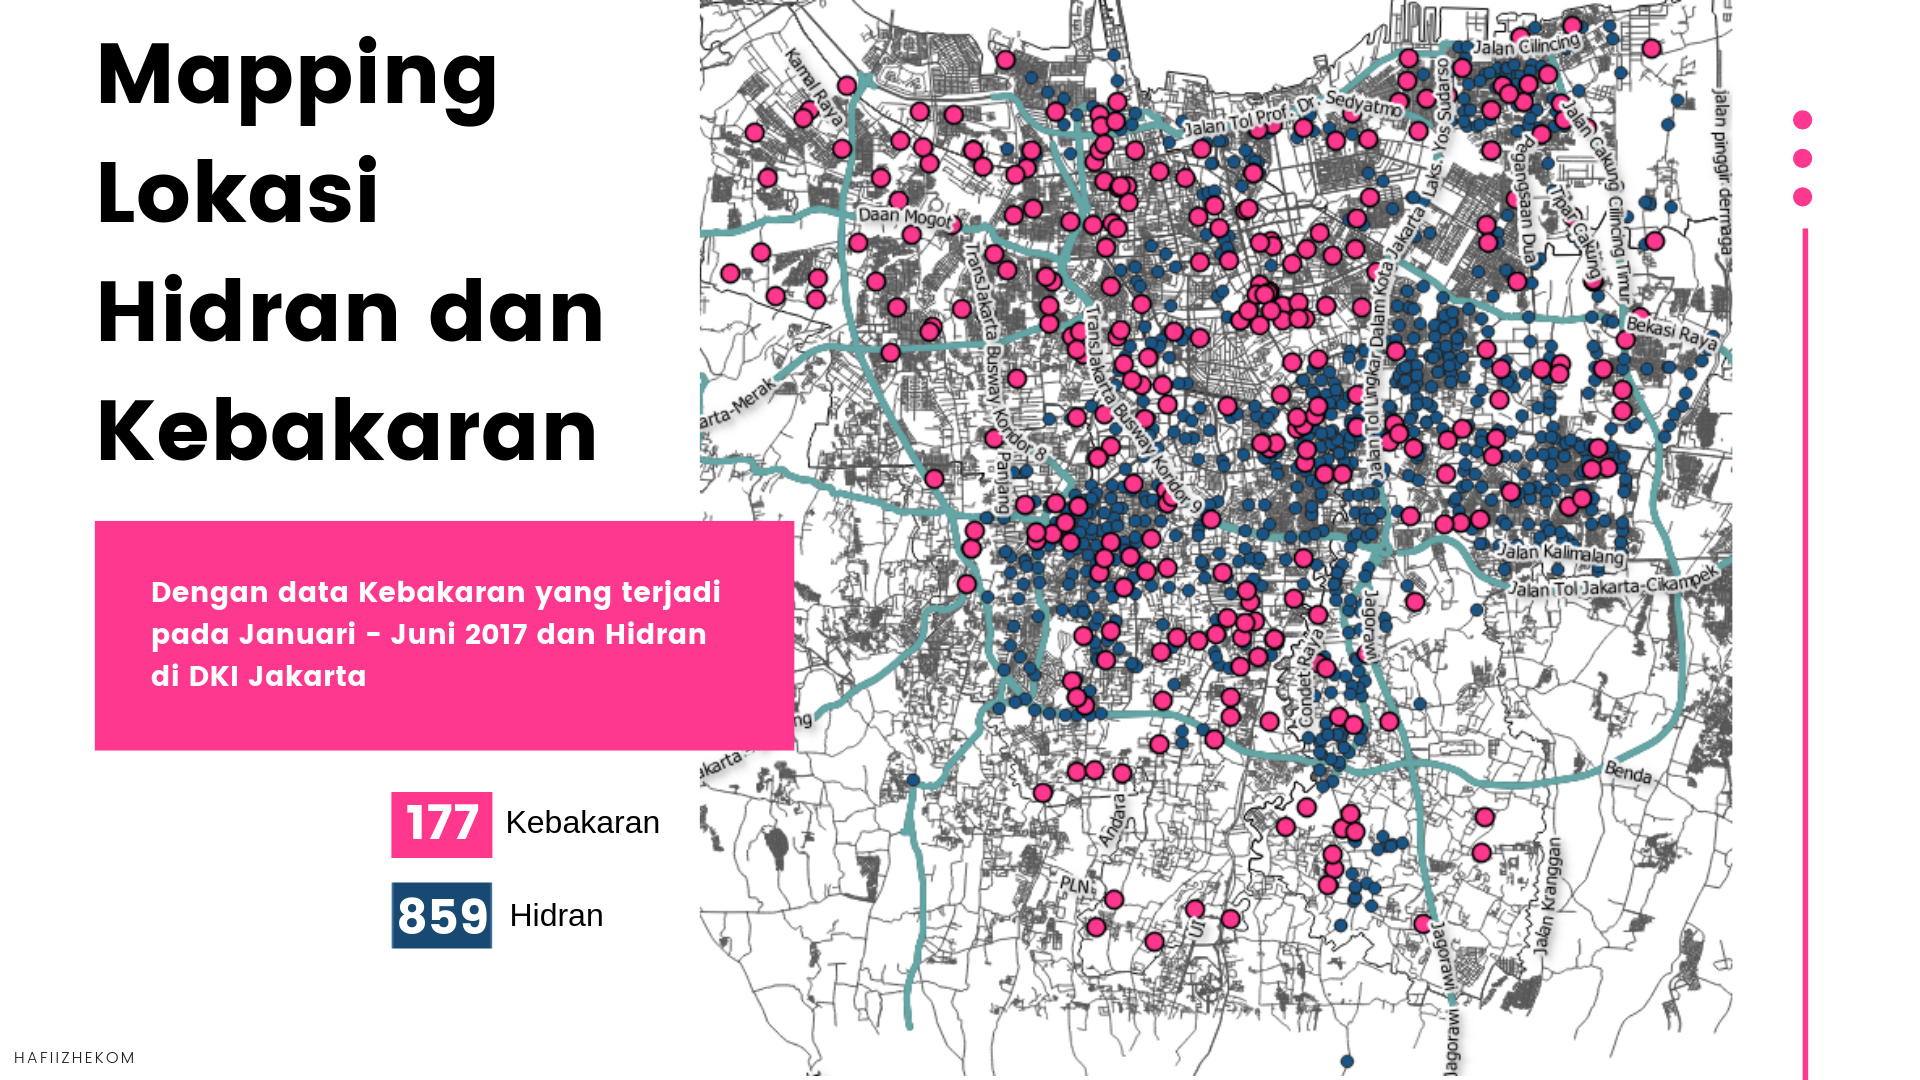 Mapping
Lokasi
Hidran dan
Kebakaran
Dengan data Kebakaran yang terjadi
pada Januari - Juni 2017 dan Hidran
di DKI Jakarta
177 Kebakaran
859 Hidran
HAFIIZHEKOM
Kamal Raya
Jalan Cilincing
Jalan Tol Prof. Dr. Sedyatmo
Laks. Yos Sudarso
Jalan Cakung Cilincing Timur
jalan pinggir dermaga
Pegangsaan Dua
Tipar Cakung
Daan Mogot
TransJakarta Busway Koridor 8
Panjang
TransJakarta Busway Koridor 9
Jalan Tol Lingkar Dalam Kota Jakarta
Bekasi Raya
arta-Merak
Jalan Kalimalang
Jalan Tol Jakarta-Cikampek
Jagorawi
Condet Raya
ng
akarta
Benda
Andara
PLN
UI
Jalan Kranggan
Jagorawi
Jagorawi